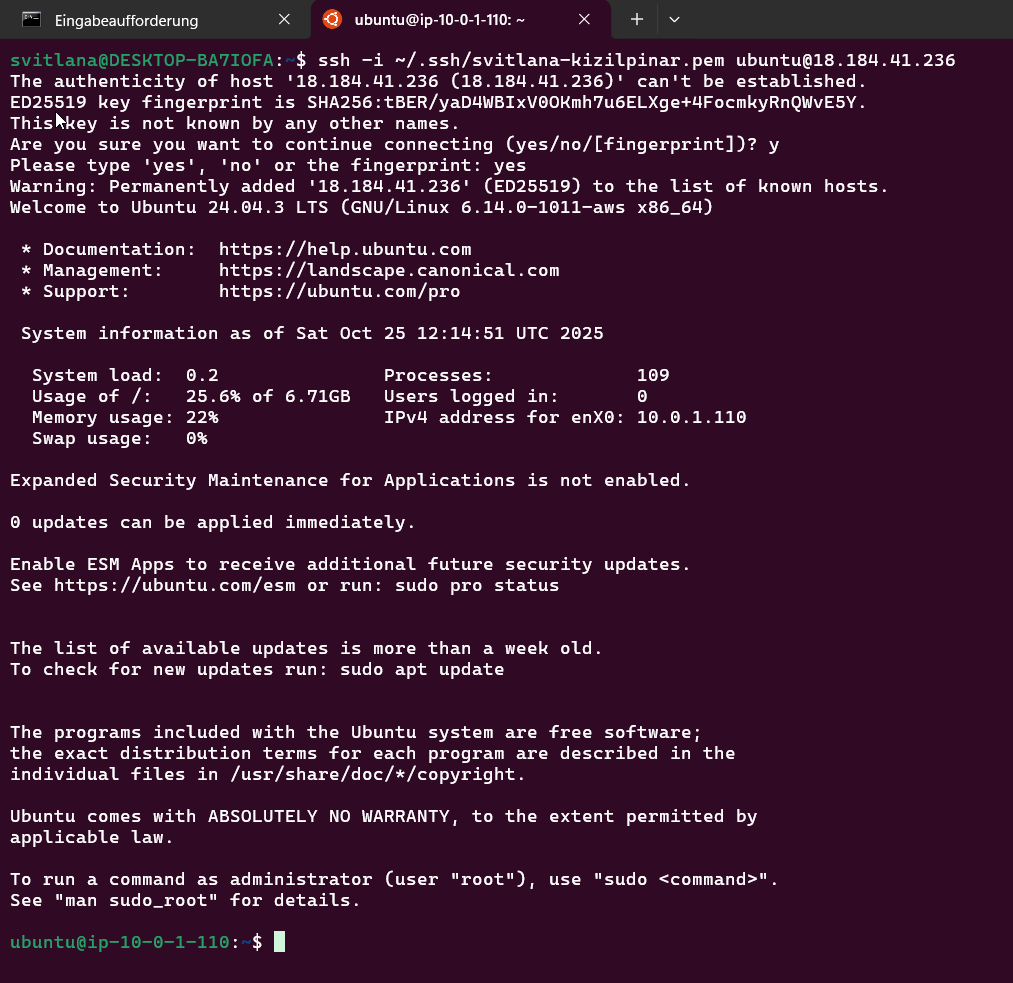 Eingabeaufforderung
ubuntu@ip-10-0-1-110: ~
svitlana@DESKTOP-BA7IOFA:~$ ssh -i ~/.ssh/svitlana-kizilpinar.pem ubuntu@18.184.41.236
The authenticity of host '18.184.41.236 (18.184.41.236)' can't be established.
ED25519 key fingerprint is SHA256:tBER/yaD4WBIxV0OKmh7u6ELXge+4FocmkyRnQWvE5Y.
This key is not known by any other names.
Are you sure you want to continue connecting (yes/no/[fingerprint])? y
Please type 'yes', 'no' or the fingerprint: yes
Warning: Permanently added '18.184.41.236' (ED25519) to the list of known hosts.
Welcome to Ubuntu 24.04.3 LTS (GNU/Linux 6.14.0-1011-aws x86_64)
* Documentation: https://help.ubuntu.com
* Management: https://landscape.canonical.com
* Support: https://ubuntu.com/pro
System information as of Sat Oct 25 12:14:51 UTC 2025
System load: 0.2 Processes: 109
Usage of /: 25.6% of 6.71GB Users logged in: 0
Memory usage: 22% IPv4 address for enX0: 10.0.1.110
Swap usage: 0%
Expanded Security Maintenance for Applications is not enabled.
0 updates can be applied immediately.
Enable ESM Apps to receive additional future security updates.
See https://ubuntu.com/esm or run: sudo pro status
The list of available updates is more than a week old.
To check for new updates run: sudo apt update
The programs included with the Ubuntu system are free software;
the exact distribution terms for each program are described in the
individual files in /usr/share/doc/*/copyright.
Ubuntu comes with ABSOLUTELY NO WARRANTY, to the extent permitted by
applicable law.
To run a command as administrator (user "root"), use "sudo <command>".
See "man sudo_root" for details.
ubuntu@ip-10-0-1-110:~$